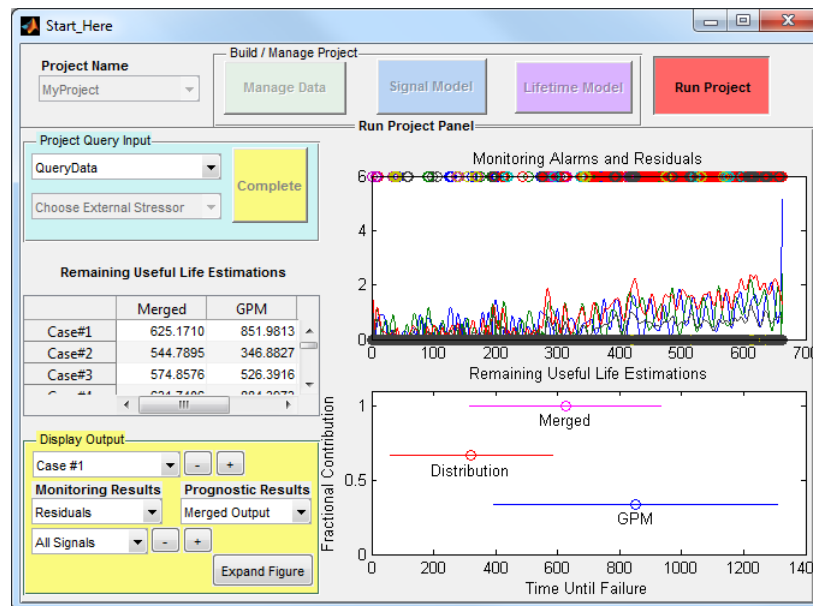 Start_Here
Project Name
MyProject
Build / Manage Project
Manage Data
Signal Model
Lifetime Model
Run Project
Run Project Panel
Project Query Input
QueryData
Choose External Stressor
Complete
Remaining Useful Life Estimations
Merged GPM
Case#1 625.1710 851.9813
Case#2 544.7895 346.8827
Case#3 574.8576 526.3916
Display Output
Case #1 - +
Monitoring Results Prognostic Results
Residuals Merged Output
All Signals - +
Expand Figure
Monitoring Alarms and Residuals
6
4
2
0
0 100 200 300 400 500 600 700
Remaining Useful Life Estimations
Fractional Contribution
1
0.5
0
Merged
Distribution
GPM
0 200 400 600 800 1000 1200 140
Time Until Failure